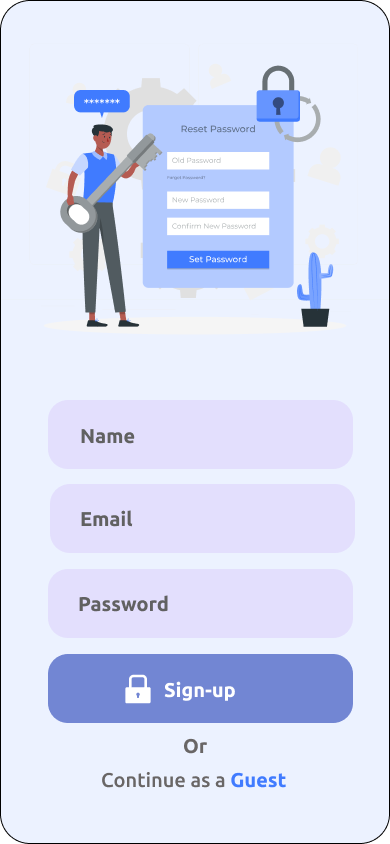 *******
Reset Password
Old Password
Forgot Password?
New Password
Confirm New Password
Set Password
Name
Email
Password
Sign-up
Or
Continue as a Guest